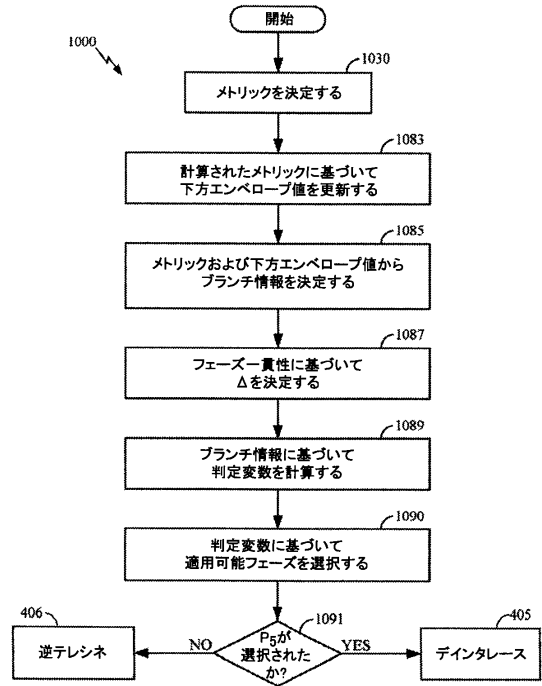 開始
1000
1030
メトリックを決定する
1083
計算されたメトリックに基づいて
下方エンベロープ値を更新する
1085
メトリックおよび下方エンベロープ値から
ブランチ情報を決定する
1087
フェーズ一貫性に基づいて
Δを決定する
1089
ブランチ情報に基づいて
判定変数を計算する
1090
判定変数に基づいて
適用可能フェーズを選択する
1091
P5が
選択された
か?
NO
YES
406
逆テレシネ
405
デインタレース